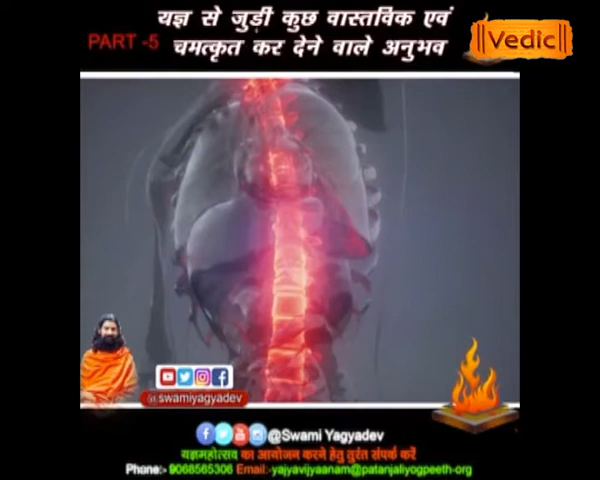 यज्ञ से जुड़ी कुछ वास्तविक एवं
PART -5 चमत्कृत कर देने वाले अनुभव
||Vedic||
@swamiyagyadev
@Swami Yagyadev
यज्ञमहोत्सव का आयोजन करने हेतु तुरंत संपर्क करें
Phone:- 9068565306 Email:-yajyavijyaanam@patanjaliyogpeeth-org